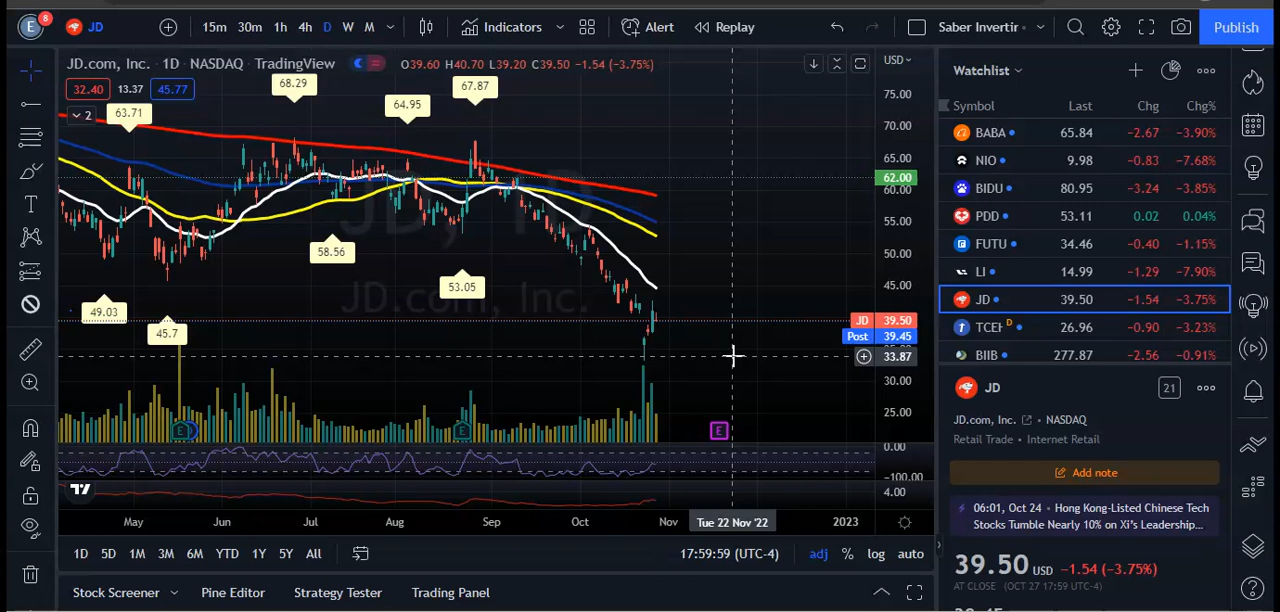 E 8 JD 15m 30m 1h 4h D W M Indicators Alert Replay Saber Invertir Publish
JD.com, Inc. · 1D · NASDAQ TradingView O39.60 H40.70 L39.20 C39.50 −1.54 (−3.75%) USD
32.40 13.37 45.77
2
63.71
68.29
64.95
67.87
49.03
45.7
58.56
53.05
JD, 1D
JD.com, Inc.
75.00
70.00
65.00
62.00
60.00
55.00
50.00
45.00
JD 39.50
Post 39.45
33.87
30.00
25.00
0.00
−100.00
4.00
E E E
May Jun Jul Aug Sep Oct Nov Tue 22 Nov '22 2023
1D 5D 1M 3M 6M YTD 1Y 5Y All 17:59:59 (UTC-4) adj % log auto
Stock Screener Pine Editor Strategy Tester Trading Panel
Watchlist
Symbol Last Chg Chg%
BABA 65.84 −2.67 −3.90%
NIO 9.98 −0.83 −7.68%
BIDU 80.95 −3.24 −3.85%
PDD 53.11 0.02 0.04%
FUTU 34.46 −0.40 −1.15%
LI 14.99 −1.29 −7.90%
JD 39.50 −1.54 −3.75%
TCEH D 26.96 −0.90 −3.23%
BIIB 277.87 −2.56 −0.91%
JD 21
JD.com, Inc. · NASDAQ
Retail Trade · Internet Retail
Add note
06:01, Oct 24 · Hong Kong-Listed Chinese Tech
Stocks Tumble Nearly 10% on Xi's Leadership...
39.50 USD −1.54 (−3.75%)
AT CLOSE (OCT 27 17:59 UTC-4)